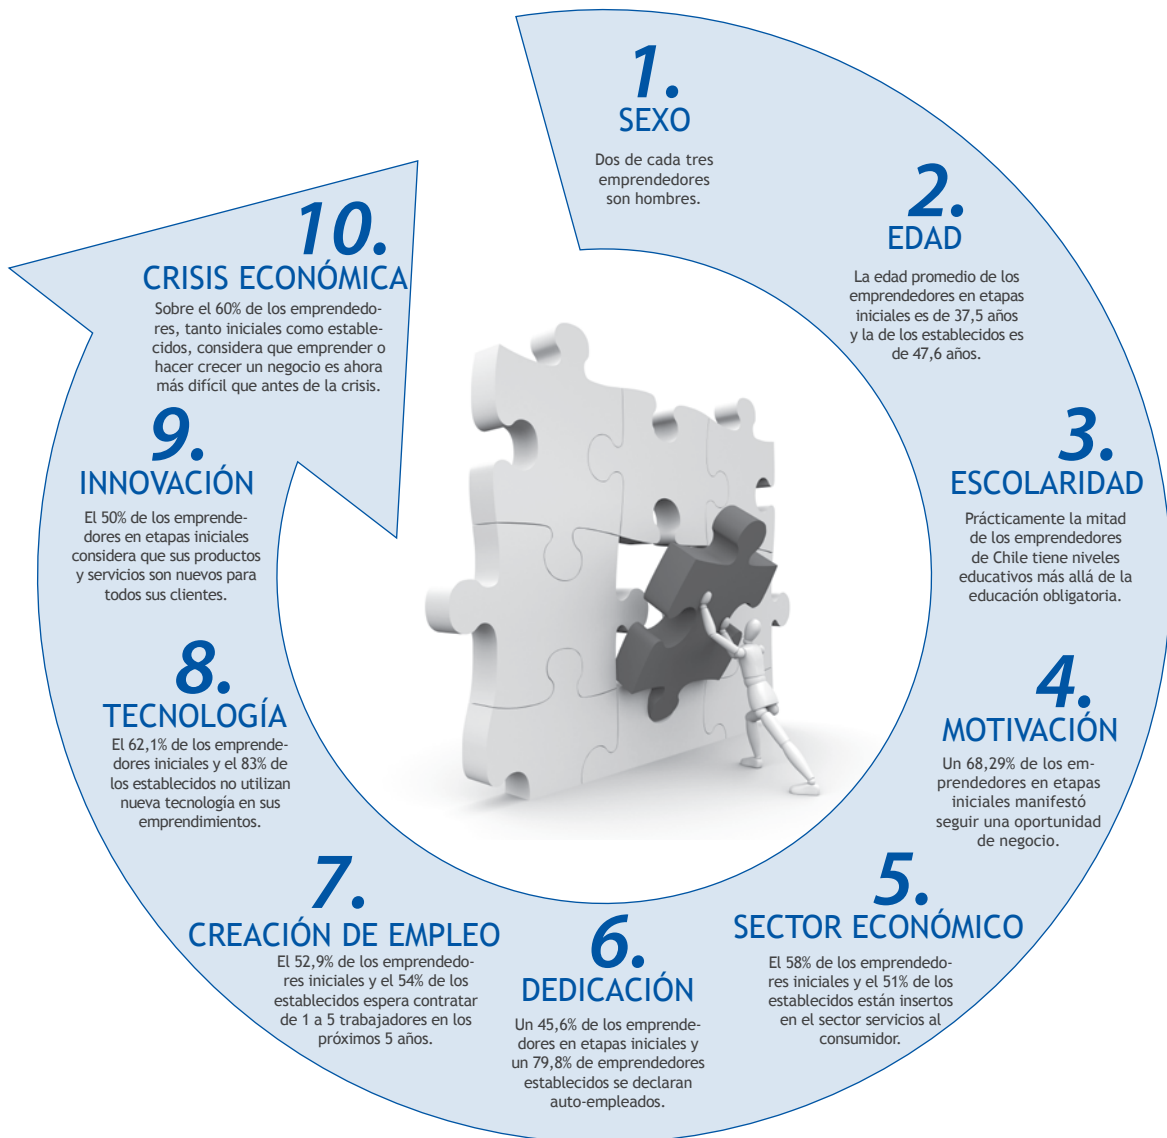 1.
SEXO
Dos de cada tres
emprendedores
son hombres.
2.
EDAD
La edad promedio de los
emprendedores en etapas
iniciales es de 37,5 años
y la de los establecidos es
de 47,6 años.
3.
ESCOLARIDAD
Prácticamente la mitad
de los emprendedores
de Chile tiene niveles
educativos más allá de la
educación obligatoria.
4.
MOTIVACIÓN
Un 68,29% de los em-
prendedores en etapas
iniciales manifestó
seguir una oportunidad
de negocio.
5.
SECTOR ECONÓMICO
El 58% de los emprendedo-
res iniciales y el 51% de los
establecidos están insertos
en el sector servicios al
consumidor.
6.
DEDICACIÓN
Un 45,6% de los emprende-
dores en etapas iniciales y
un 79,8% de emprendedores
establecidos se declaran
auto-empleados.
7.
CREACIÓN DE EMPLEO
El 52,9% de los emprendedo-
res iniciales y el 54% de los
establecidos espera contratar
de 1 a 5 trabajadores en los
próximos 5 años.
8.
TECNOLOGÍA
El 62,1% de los emprende-
dores iniciales y el 83% de
los establecidos no utilizan
nueva tecnología en sus
emprendimientos.
9.
INNOVACIÓN
El 50% de los emprende-
dores en etapas iniciales
considera que sus productos
y servicios son nuevos para
todos sus clientes.
10.
CRISIS ECONÓMICA
Sobre el 60% de los emprendedo-
res, tanto iniciales como estable-
cidos, considera que emprender o
hacer crecer un negocio es ahora
más difícil que antes de la crisis.